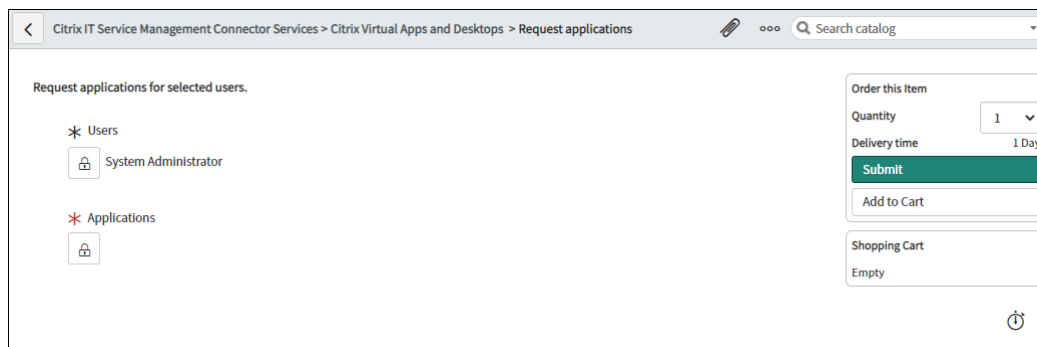 Citrix IT Service Management Connector Services > Citrix Virtual Apps and Desktops > Request applications
Search catalog
Request applications for selected users.
Users
System Administrator
Applications
Order this Item
Quantity 1
Delivery time 1 Day
Submit
Add to Cart
Shopping Cart
Empty